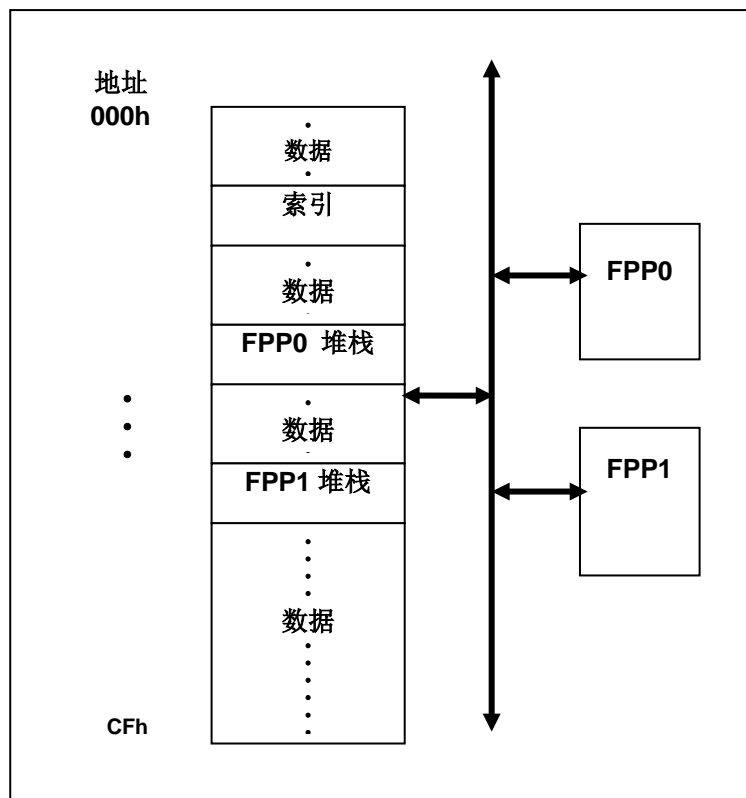 地址
000h
数据
索引
数据
FPP0 堆栈
数据
FPP1 堆栈
数据
CFh
FPP0
FPP1